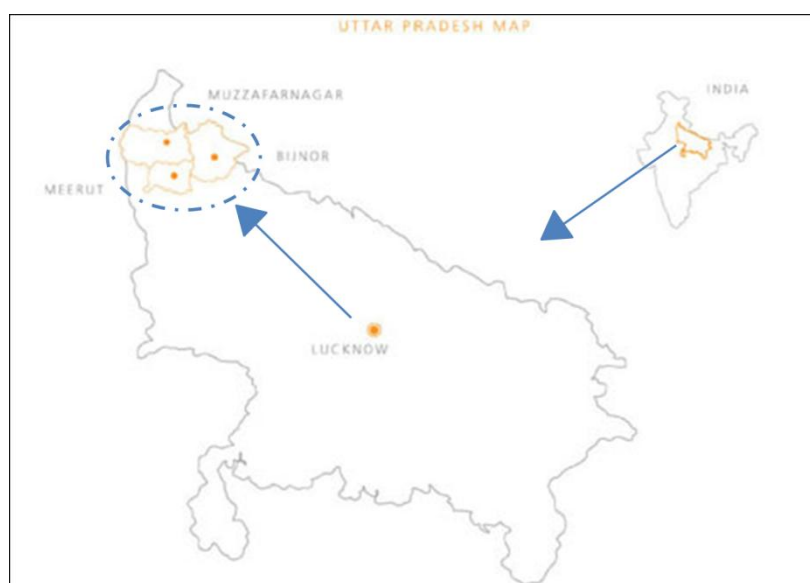 UTTAR PRADESH MAP
MUZZAFARNAGAR
INDIA
BIJNOR
MEERUT
LUCKNOW